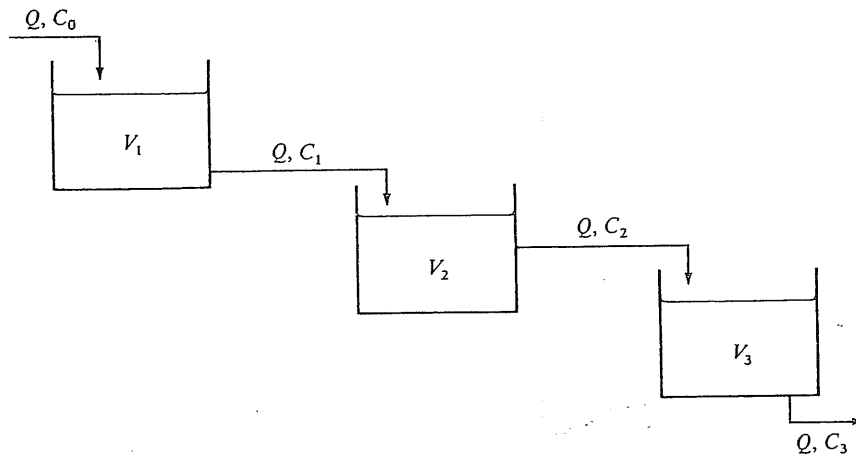 Q, C₀
V₁
Q, C₁
V₂
Q, C₂
V₃
Q, C₃